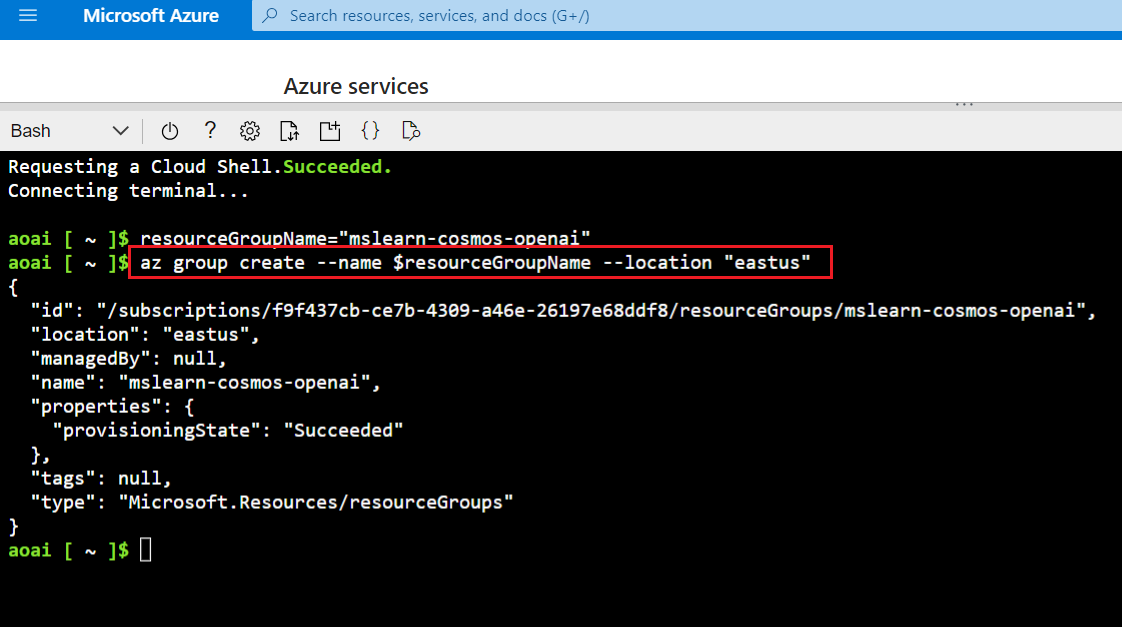 Microsoft Azure
Search resources, services, and docs (G+/)
Azure services
Bash
Requesting a Cloud Shell.Succeeded.
Connecting terminal...
aoai [ ~ ]$ resourceGroupName="mslearn-cosmos-openai"
aoai [ ~ ]$ az group create --name $resourceGroupName --location "eastus"
{
  "id": "/subscriptions/f9f437cb-ce7b-4309-a46e-26197e68ddf8/resourceGroups/mslearn-cosmos-openai",
  "location": "eastus",
  "managedBy": null,
  "name": "mslearn-cosmos-openai",
  "properties": {
    "provisioningState": "Succeeded"
  },
  "tags": null,
  "type": "Microsoft.Resources/resourceGroups"
}
aoai [ ~ ]$